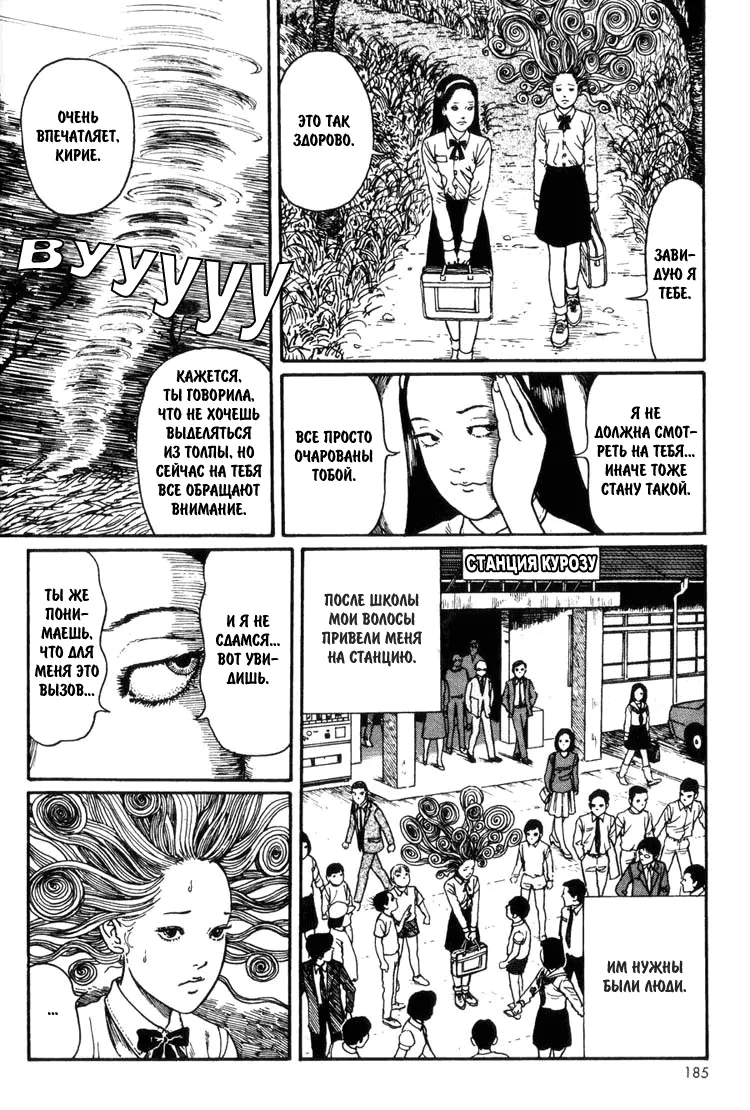 ОЧЕНЬ
ВПЕЧАТЛЯЕТ,
КИРИЕ.
ВУУУУУУ
КАЖЕТСЯ,
ТЫ ГОВОРИЛА,
ЧТО НЕ ХОЧЕШЬ
ВЫДЕЛЯТЬСЯ
ИЗ ТОЛПЫ, НО
СЕЙЧАС НА ТЕБЯ
ВСЕ ОБРАЩАЮТ
ВНИМАНИЕ.
ЭТО ТАК
ЗДОРОВО.
ЗАВИ-
ДУЮ Я
ТЕБЕ.
ВСЕ ПРОСТО
ОЧАРОВАНЫ
ТОБОЙ.
Я НЕ
ДОЛЖНА СМОТ-
РЕТЬ НА ТЕБЯ...
ИНАЧЕ ТОЖЕ
СТАНУ ТАКОЙ.
ТЫ ЖЕ
ПОНИ-
МАЕШЬ,
ЧТО ДЛЯ
МЕНЯ ЭТО
ВЫЗОВ...
И Я НЕ
СДАМСЯ...
ВОТ УВИ-
ДИШЬ.
...
СТАНЦИЯ КУРОЗУ
ПОСЛЕ ШКОЛЫ
МОИ ВОЛОСЫ
ПРИВЕЛИ МЕНЯ
НА СТАНЦИЮ.
ИМ НУЖНЫ
БЫЛИ ЛЮДИ.
185